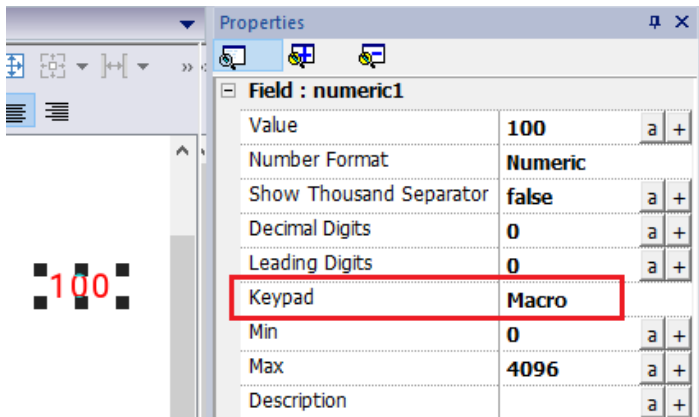 Properties
Field : numeric1
Value 100 a +
Number Format Numeric
Show Thousand Separator false a +
Decimal Digits 0 a +
Leading Digits 0 a +
100
Keypad Macro
Min 0 a +
Max 4096 a +
Description a +